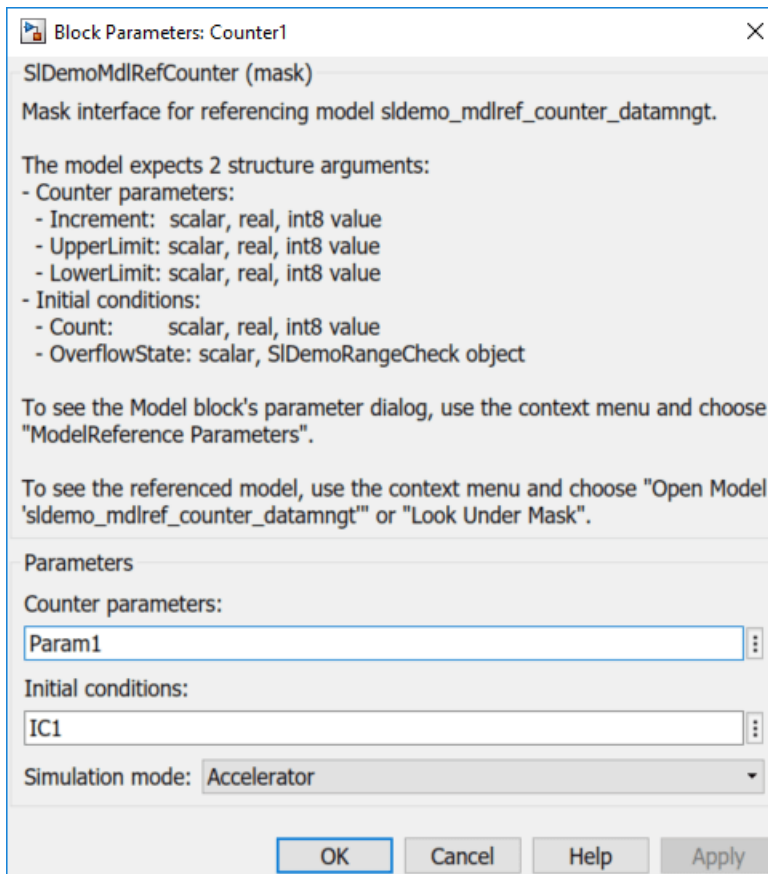 Block Parameters: Counter1
SlDemoMdlRefCounter (mask)
Mask interface for referencing model sldemo_mdlref_counter_datamngt.
The model expects 2 structure arguments:
- Counter parameters:
- Increment: scalar, real, int8 value
- UpperLimit: scalar, real, int8 value
- LowerLimit: scalar, real, int8 value
- Initial conditions:
- Count: scalar, real, int8 value
- OverflowState: scalar, SlDemoRangeCheck object
To see the Model block's parameter dialog, use the context menu and choose
"ModelReference Parameters".
To see the referenced model, use the context menu and choose "Open Model
'sldemo_mdlref_counter_datamngt'" or "Look Under Mask".
Parameters
Counter parameters:
Param1
Initial conditions:
IC1
Simulation mode: Accelerator
OK Cancel Help Apply